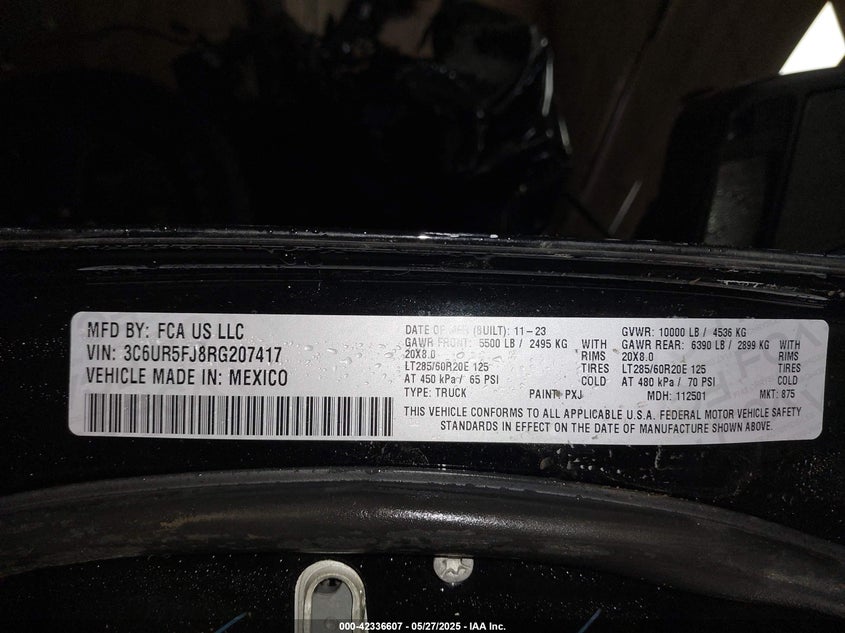 MFD BY: FCA US LLC
VIN: 3C6UR5FJ8RG207417
VEHICLE MADE IN: MEXICO
DATE OF MFR (BUILT): 11-23
GAWR FRONT: 5500 LB / 2495 KG WITH
20X8.0 RIMS
LT285/60R20E 125 TIRES
AT 450 kPa / 65 PSI COLD
TYPE: TRUCK PAINT: PXJ
GVWR: 10000 LB / 4536 KG
GAWR REAR: 6390 LB / 2899 KG WITH
20X8.0 RIMS
LT285/60R20E 125 TIRES
AT 480 kPa / 70 PSI COLD
MDH: 112501 MKT: 875
THIS VEHICLE CONFORMS TO ALL APPLICABLE U.S.A. FEDERAL MOTOR VEHICLE SAFETY
STANDARDS IN EFFECT ON THE DATE OF MANUFACTURE SHOWN ABOVE.
000-42336607 - 05/27/2025 - IAA Inc.